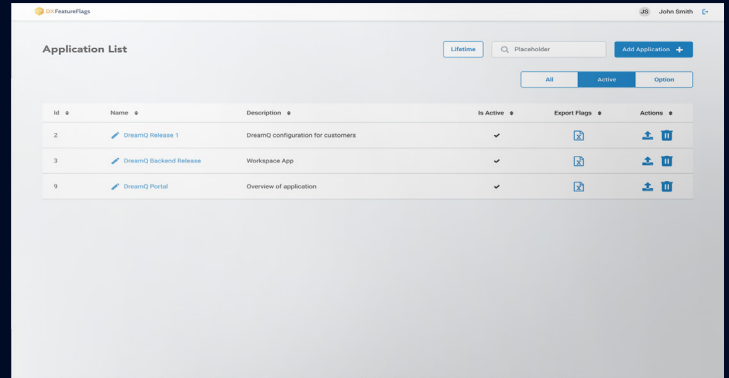 DXFeatureFlags
JS John Smith
Application List
Lifetime
Placeholder
Add Application +
All Active Option
Id Name Description Is Active Export Flags Actions
2 DreamQ Release 1 DreamQ configuration for customers
3 DreamQ Backend Release Workspace App
9 DreamQ Portal Overview of application